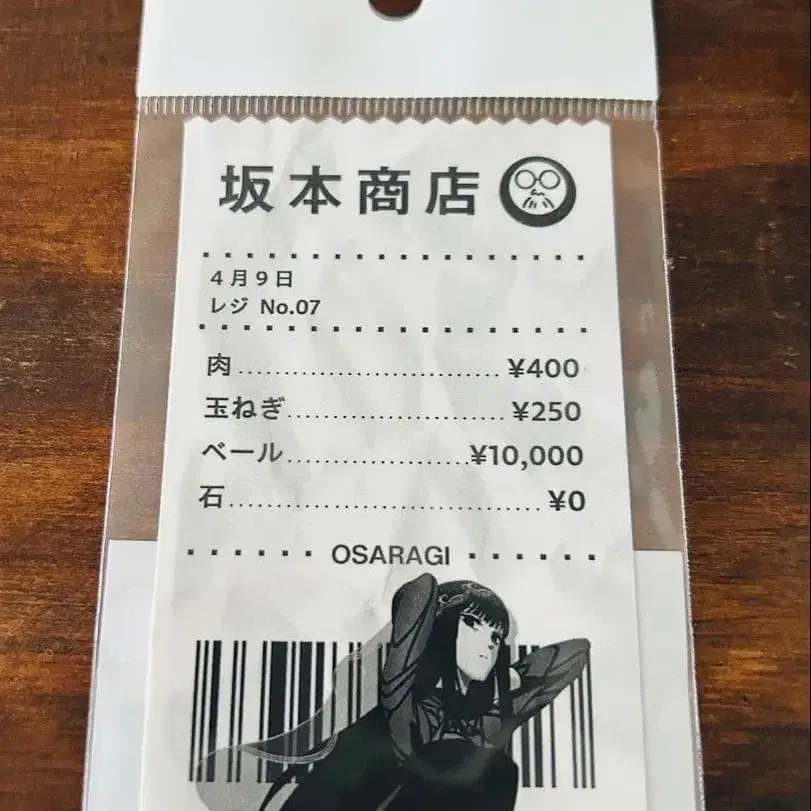 坂本商店
4月9日
レジ No.07
肉..............................¥400
玉ねぎ.........................¥250
ベール.....................¥10,000
石....................................¥0
OSARAGI